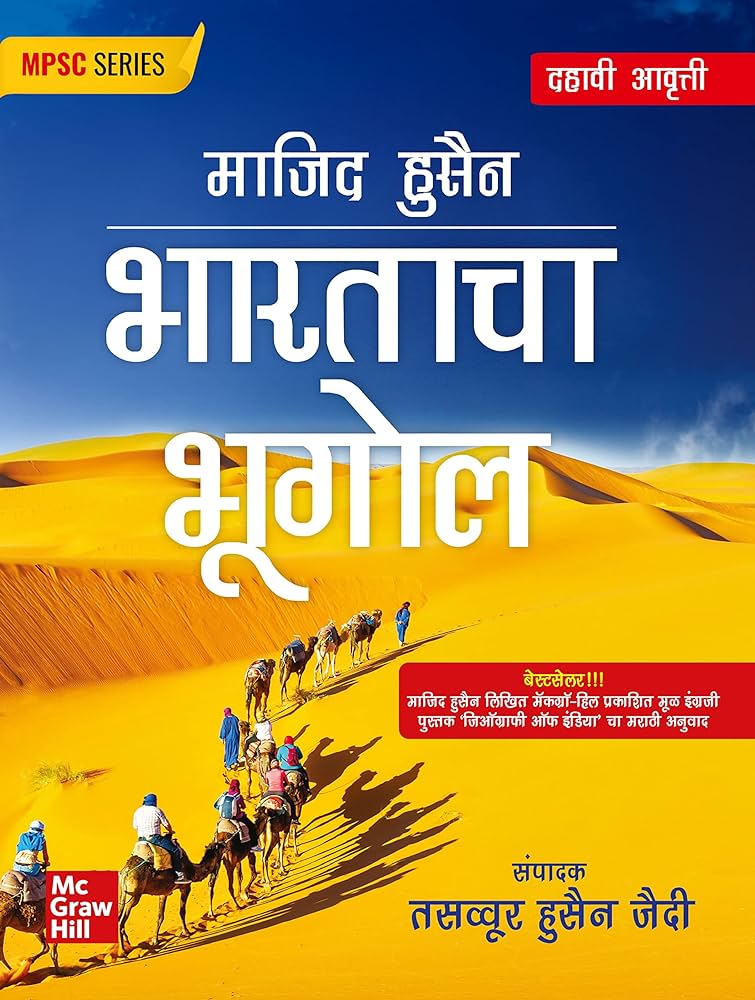 MPSC SERIES
दहावी आवृत्ती
माजिद हुसैन
भारताचा
भूगोल
बेस्टसेलर!!!
माजिद हुसैन लिखित मॅकग्रॉ-हिल प्रकाशित मूळ इंग्रजी
पुस्तक ‘जिऑग्राफी ऑफ इंडिया’ चा मराठी अनुवाद
संपादक
तसव्वूर हुसैन जैदी
Mc
Graw
Hill